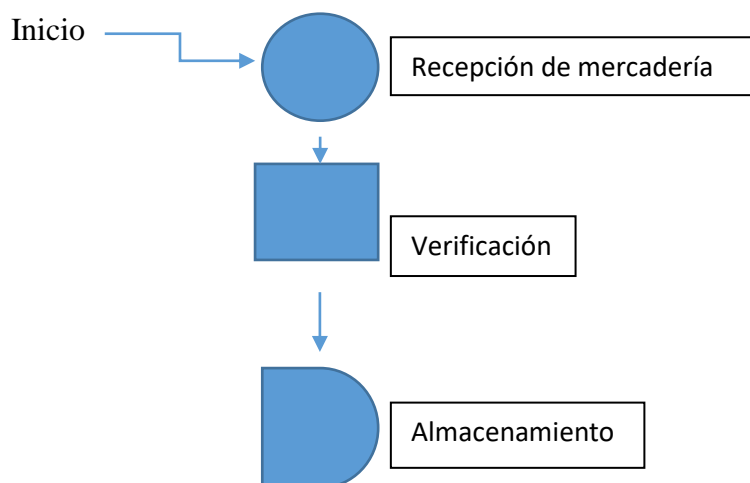 Inicio
Recepción de mercadería
Verificación
Almacenamiento